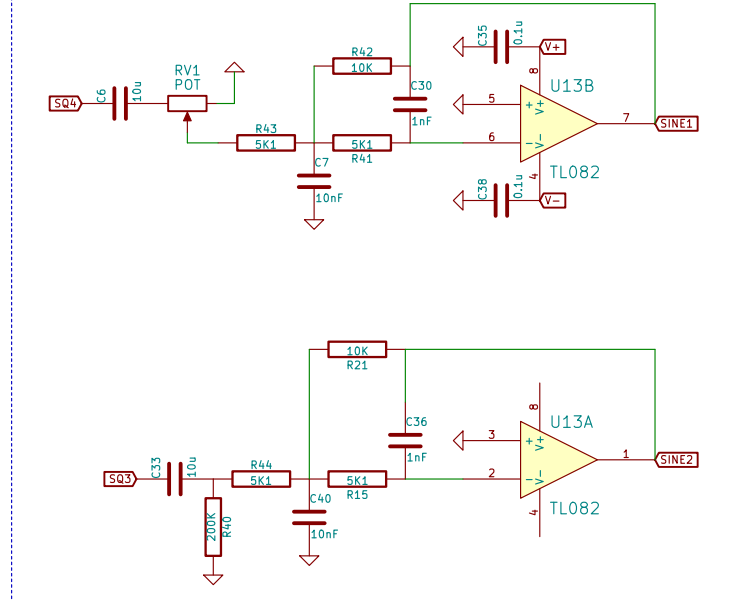 C35
0.1u
V+
R42
10K
8
RV1
POT
C30
1nF
U13B
SQ4
C6
10u
5
+
V+
7
SINE1
R43
5K1
5K1
R41
6
−
V-
C7
10nF
4
TL082
C38
0.1u
V-
10K
R21
8
C36
1nF
U13A
3
+
V+
1
SINE2
SQ3
C33
10u
R44
5K1
5K1
R15
2
−
V-
C40
10nF
200K
R40
4
TL082